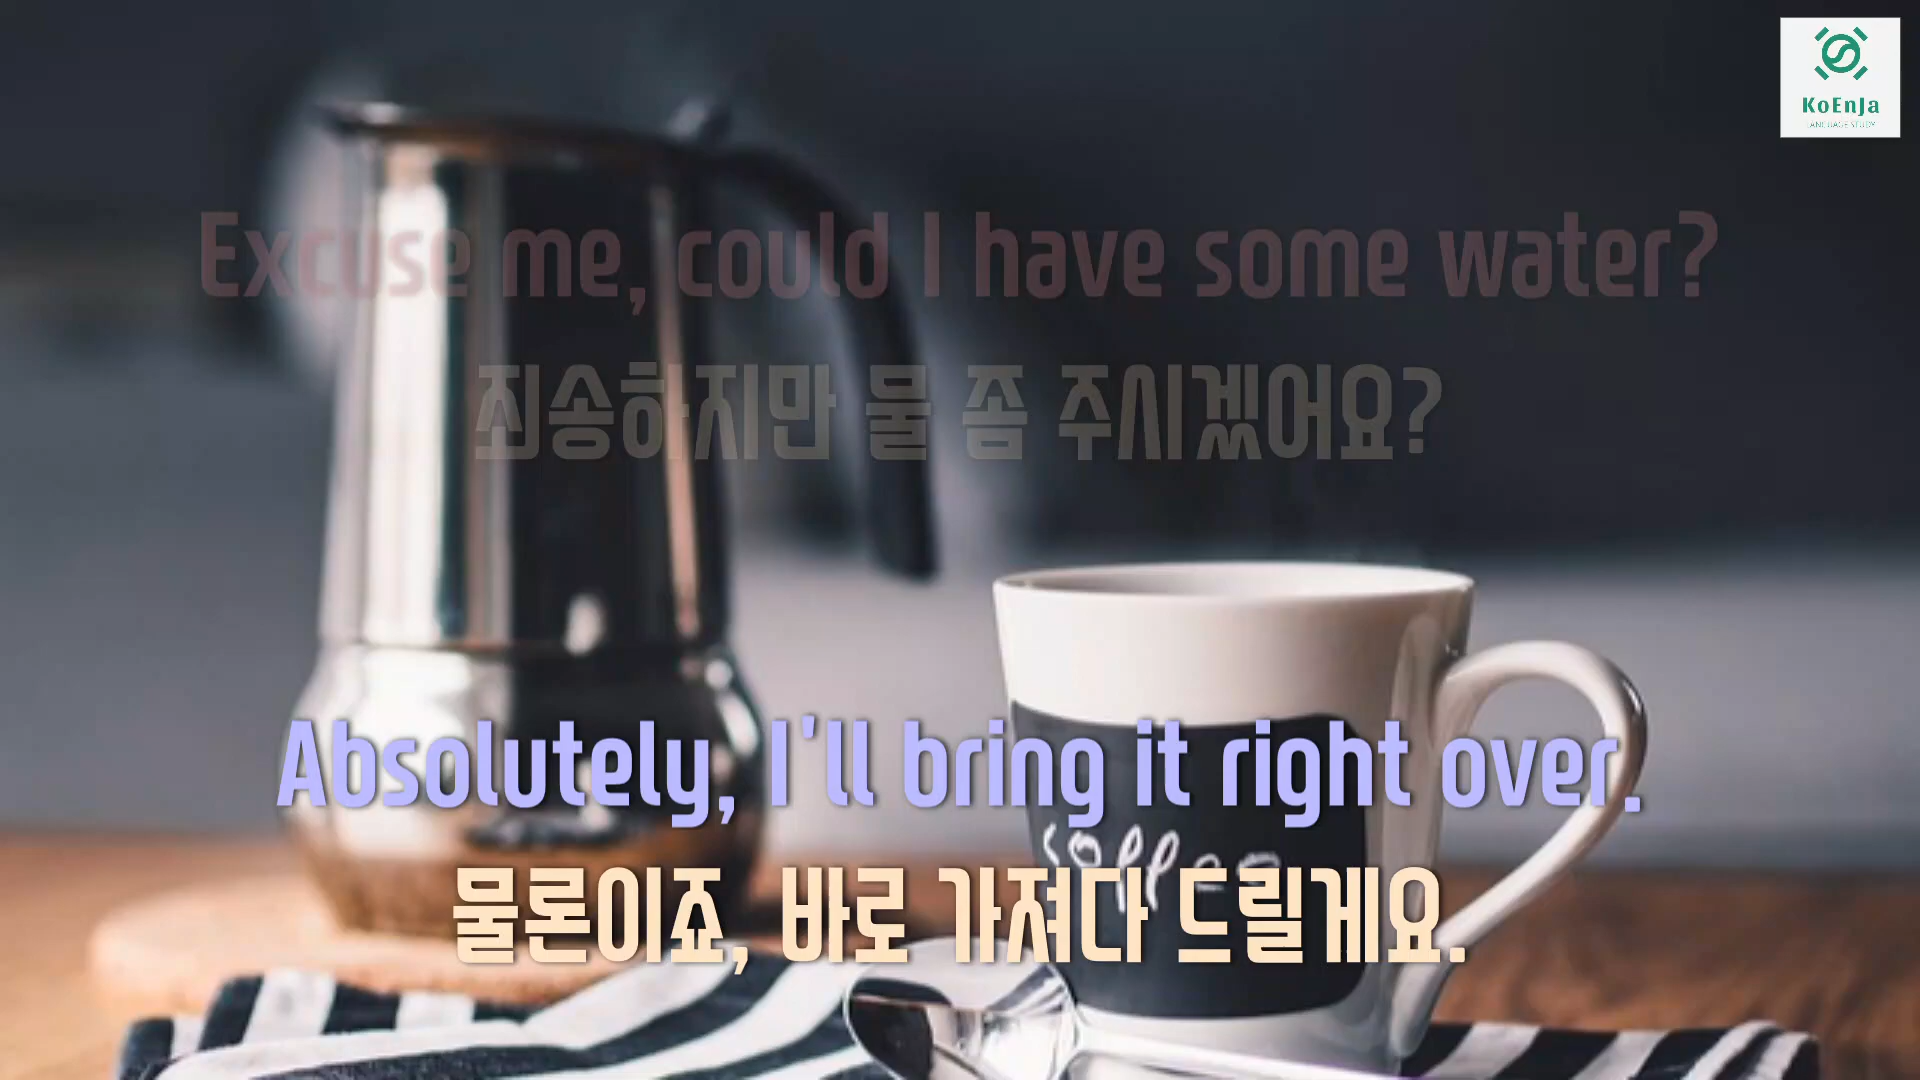 KoEnJa
LANGUAGE STUDY
Excuse me, could I have some water?
죄송하지만 물 좀 주시겠어요?
Absolutely, I'll bring it right over.
coffee
물론이죠, 바로 가져다 드릴게요.